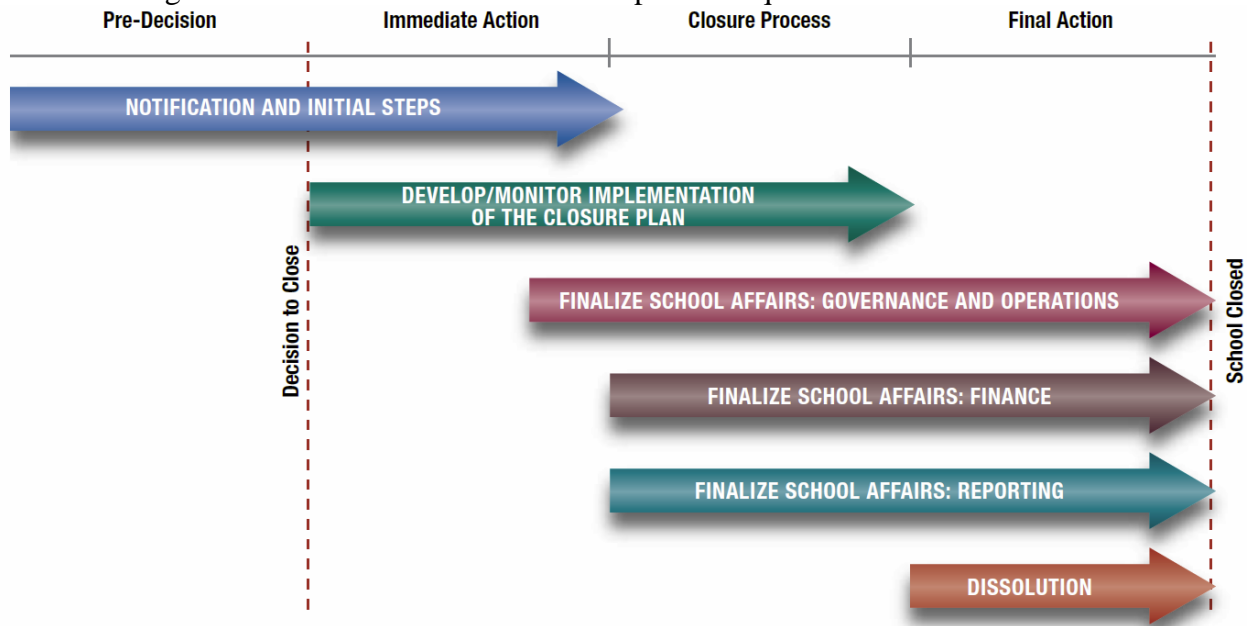 Pre-Decision
Immediate Action
Closure Process
Final Action
NOTIFICATION AND INITIAL STEPS
DEVELOP/MONITOR IMPLEMENTATION
OF THE CLOSURE PLAN
Decision to Close
FINALIZE SCHOOL AFFAIRS: GOVERNANCE AND OPERATIONS
School Closed
FINALIZE SCHOOL AFFAIRS: FINANCE
FINALIZE SCHOOL AFFAIRS: REPORTING
DISSOLUTION